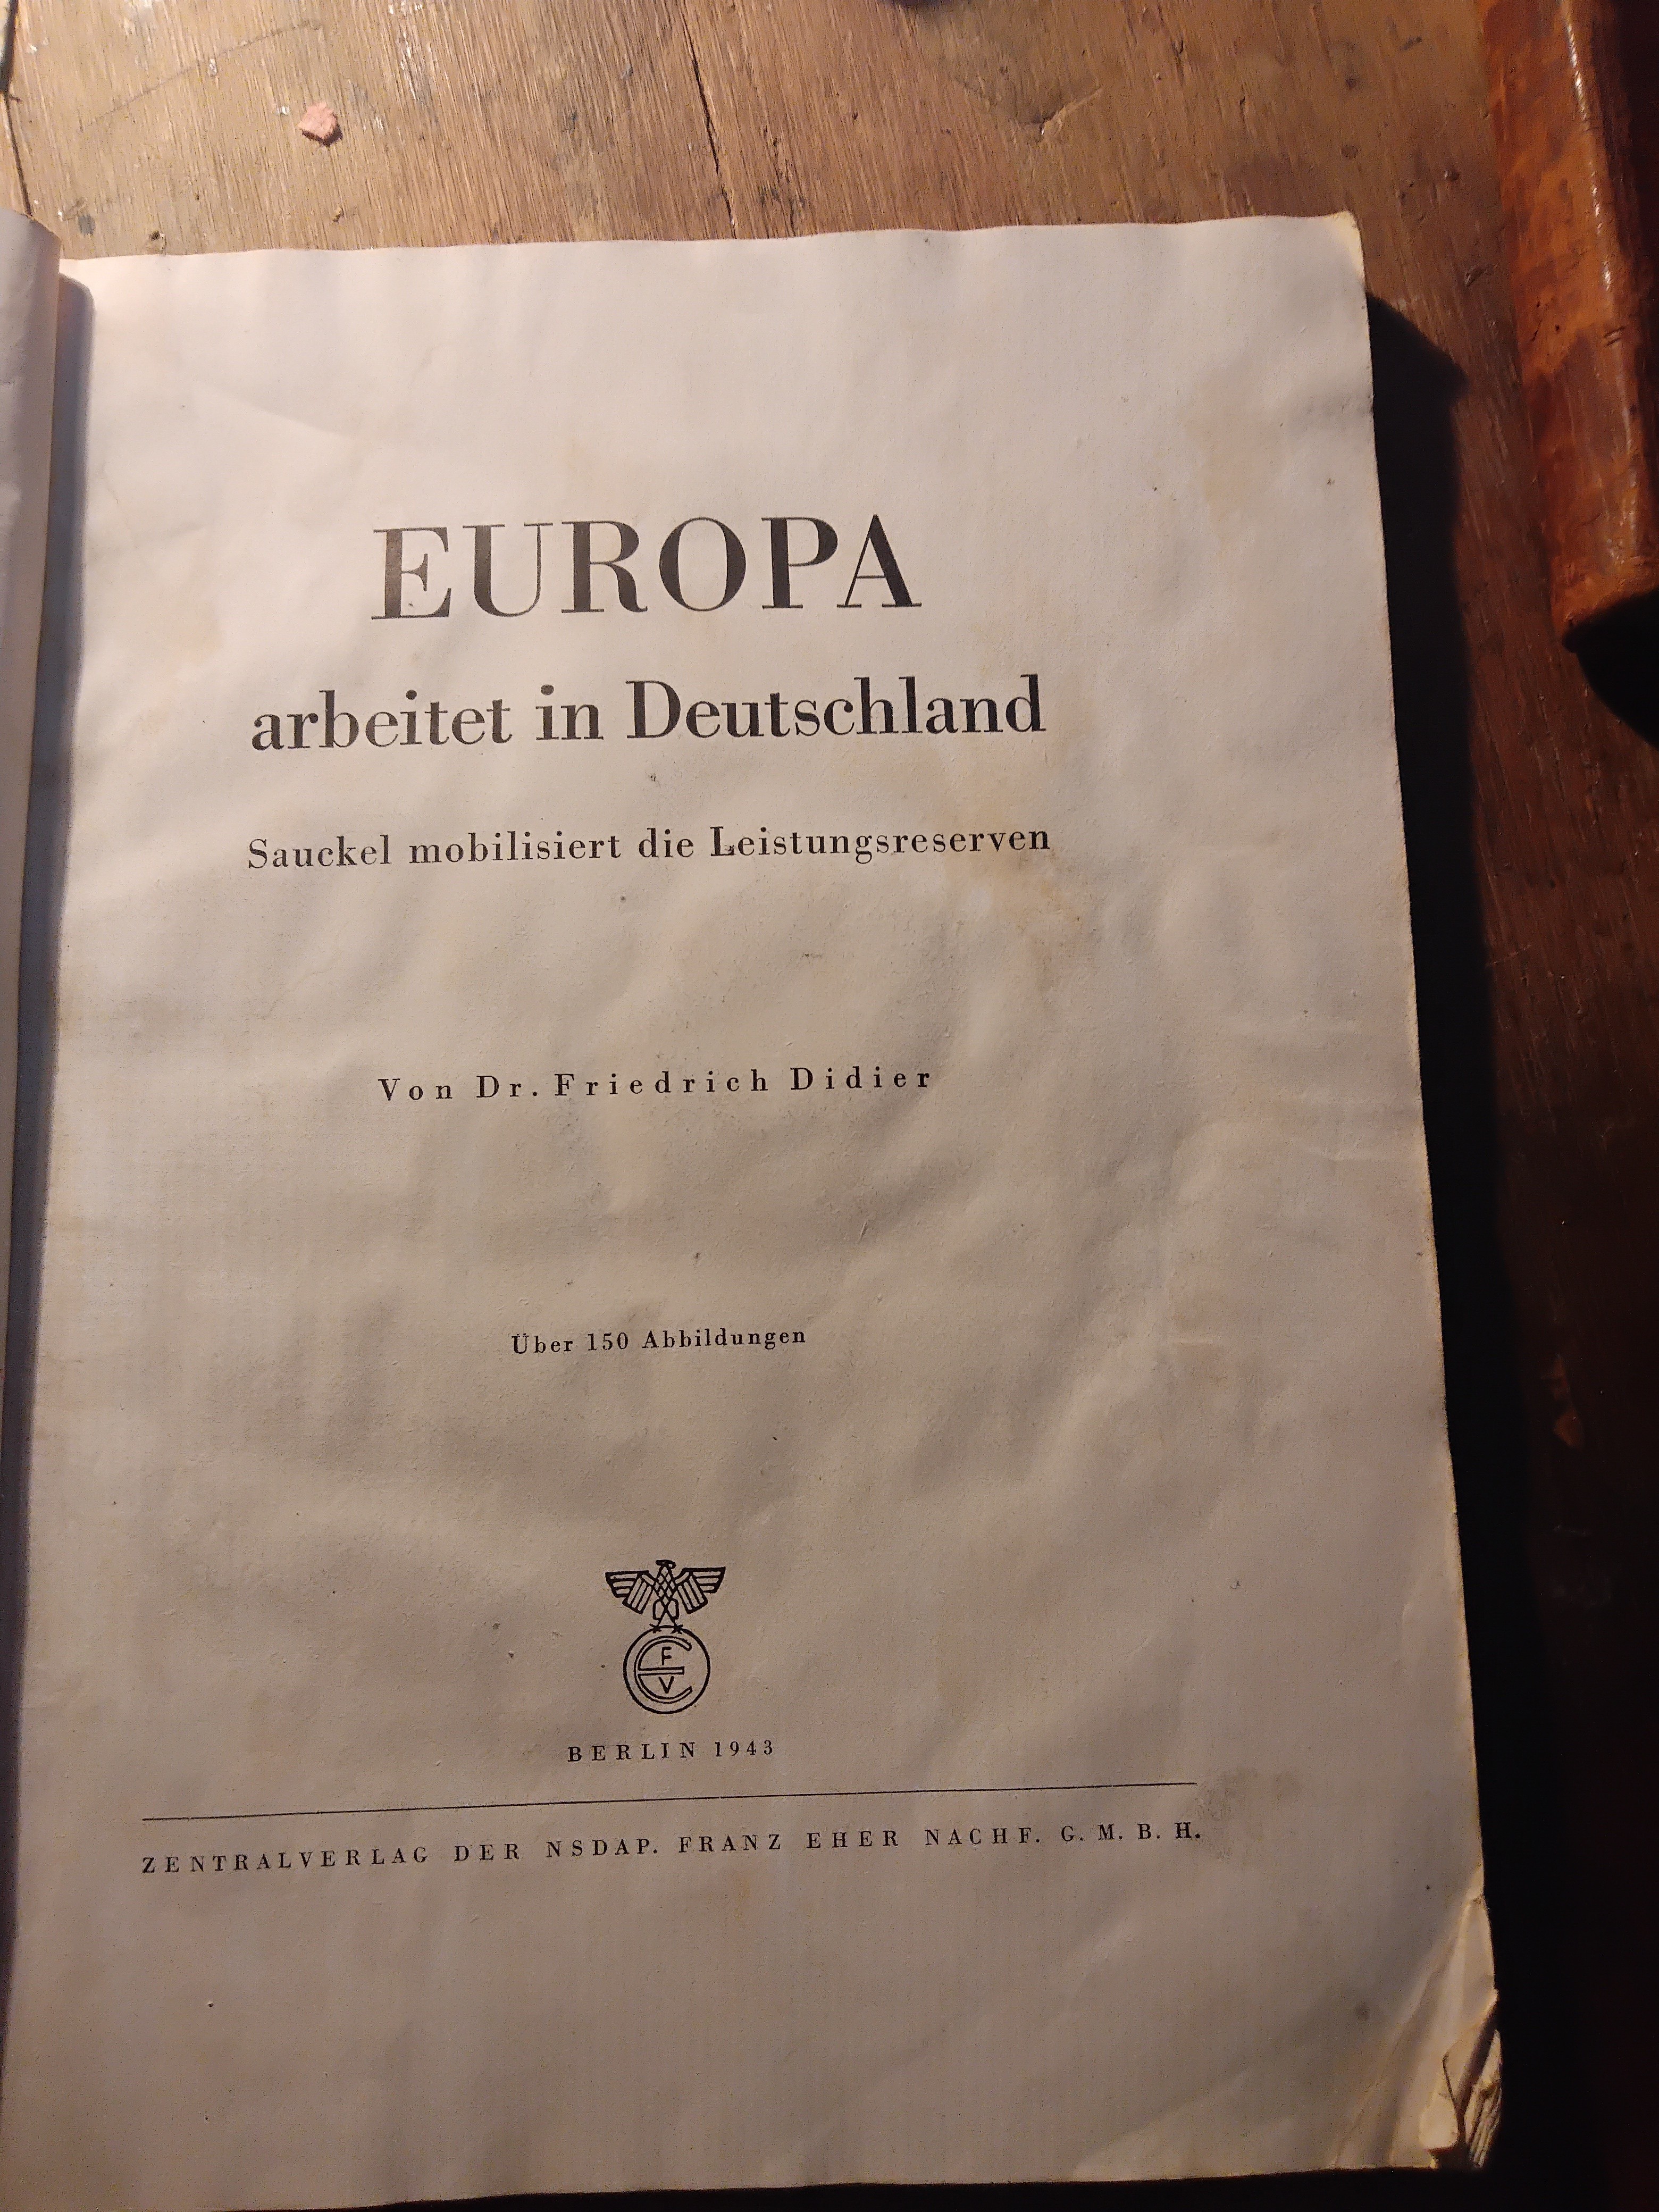 EUROPA
arbeitet in Deutschland
Sauckel mobilisiert die Leistungsreserven
Von Dr. Friedrich Didier
Über 150 Abbildungen
F
E
V
BERLIN 1943
ZENTRALVERLAG DER NSDAP. FRANZ EHER NACHF. G. M. B. H.